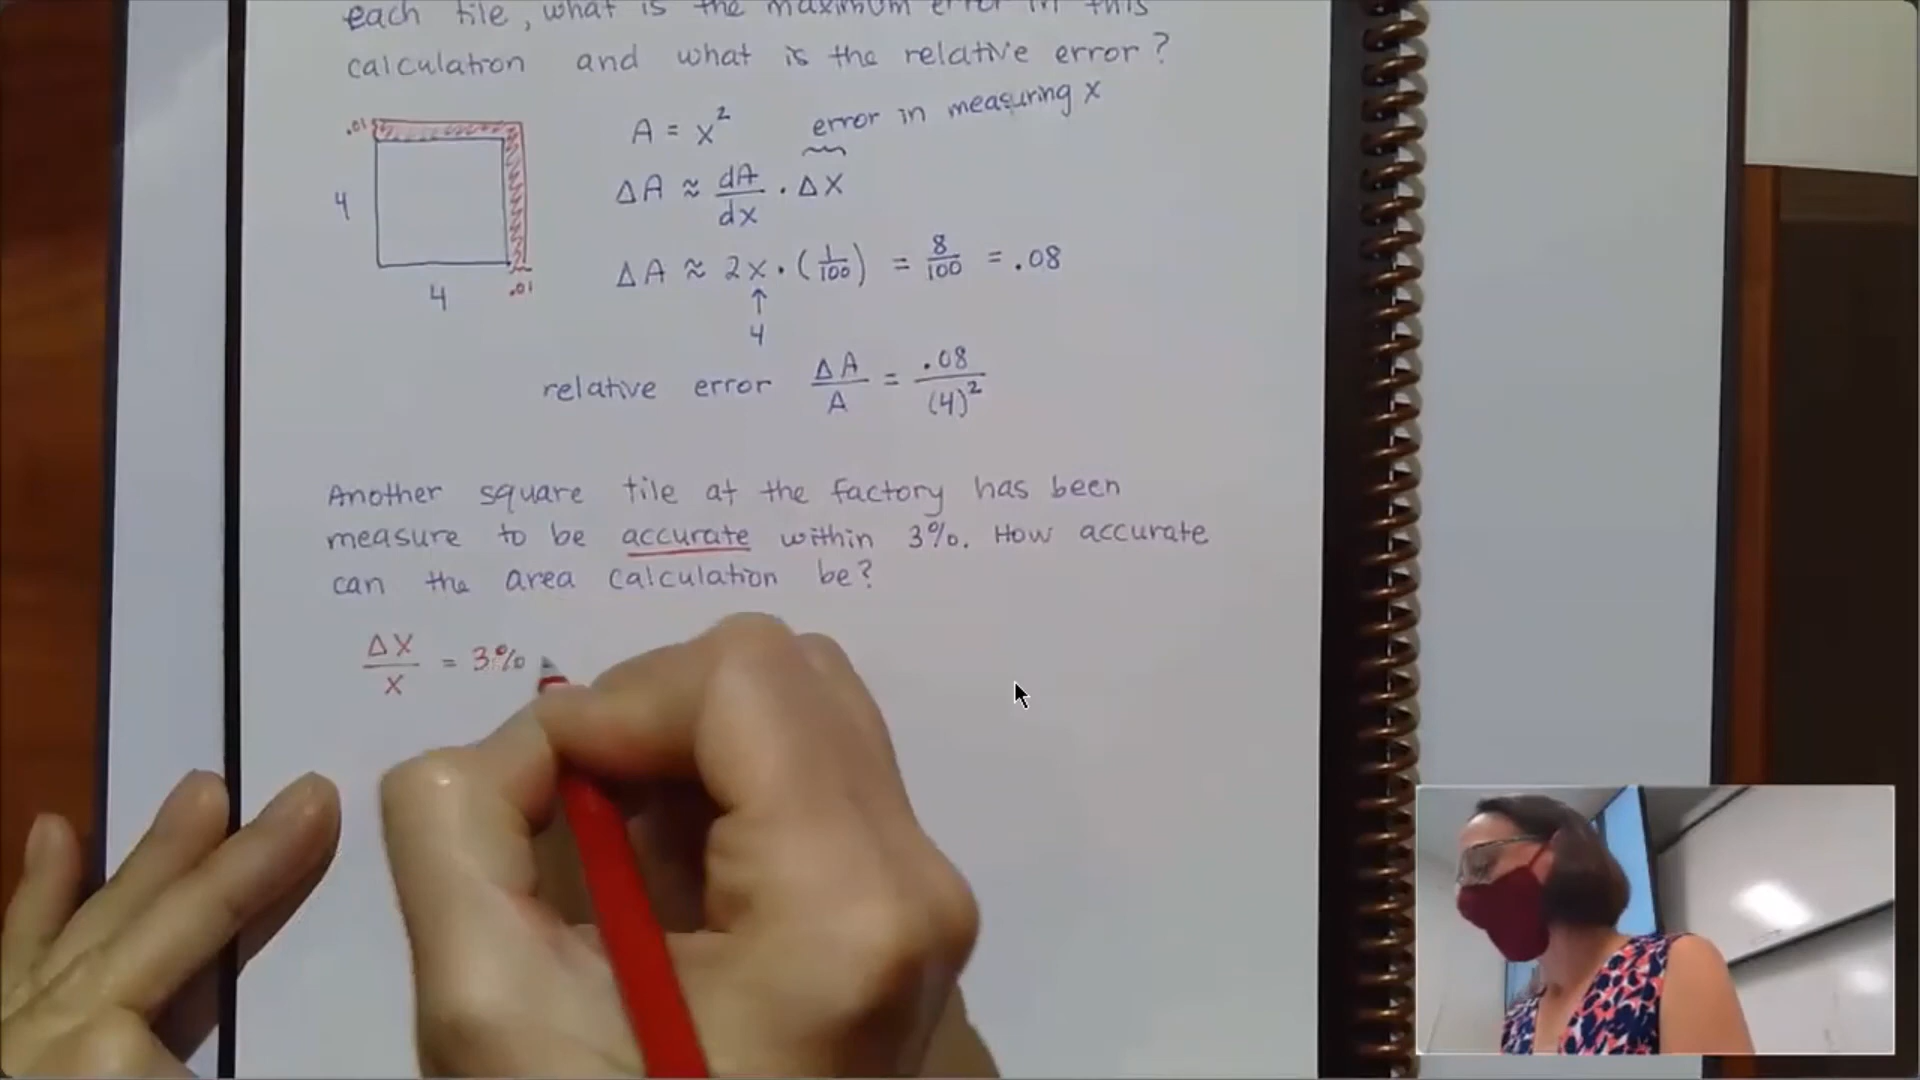 each tile, what is the maximum error in this
calculation and what is the relative error?
.01
4
4
.01
A = x²
error in measuring x
ΔA ≈ dA/dx · Δx
ΔA ≈ 2x · (1/100) = 8/100 = .08
↑
4
relative error ΔA/A = .08/(4)²
Another square tile at the factory has been
measure to be accurate within 3%. How accurate
can the area calculation be?
Δx/x = 3%